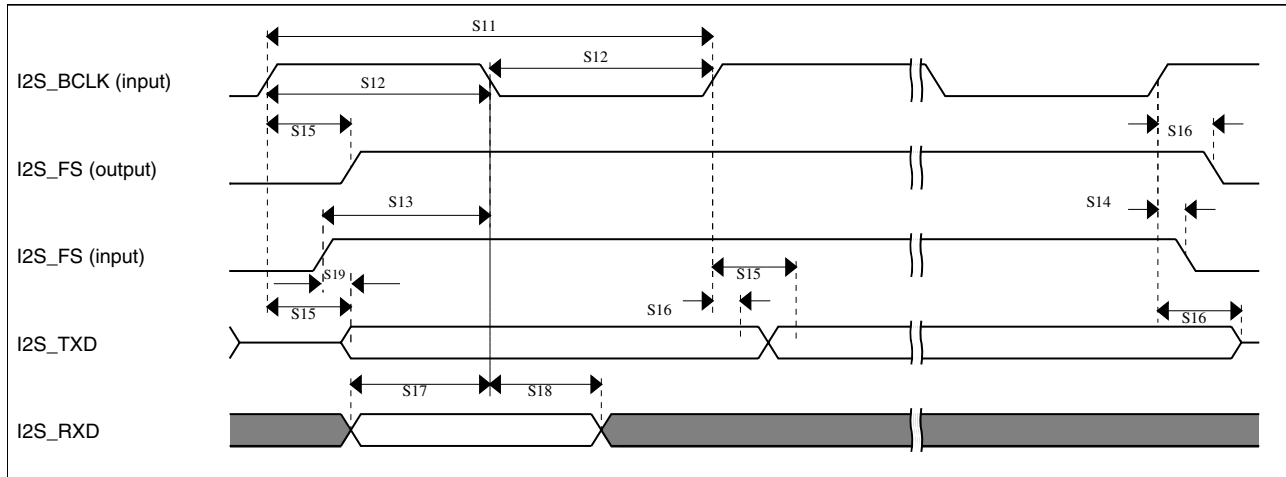 S11
S12
I2S_BCLK (input)
S12
S15
S16
I2S_FS (output)
S13
S14
I2S_FS (input)
S19
S15
S15
S16
S16
I2S_TXD
S17
S18
I2S_RXD